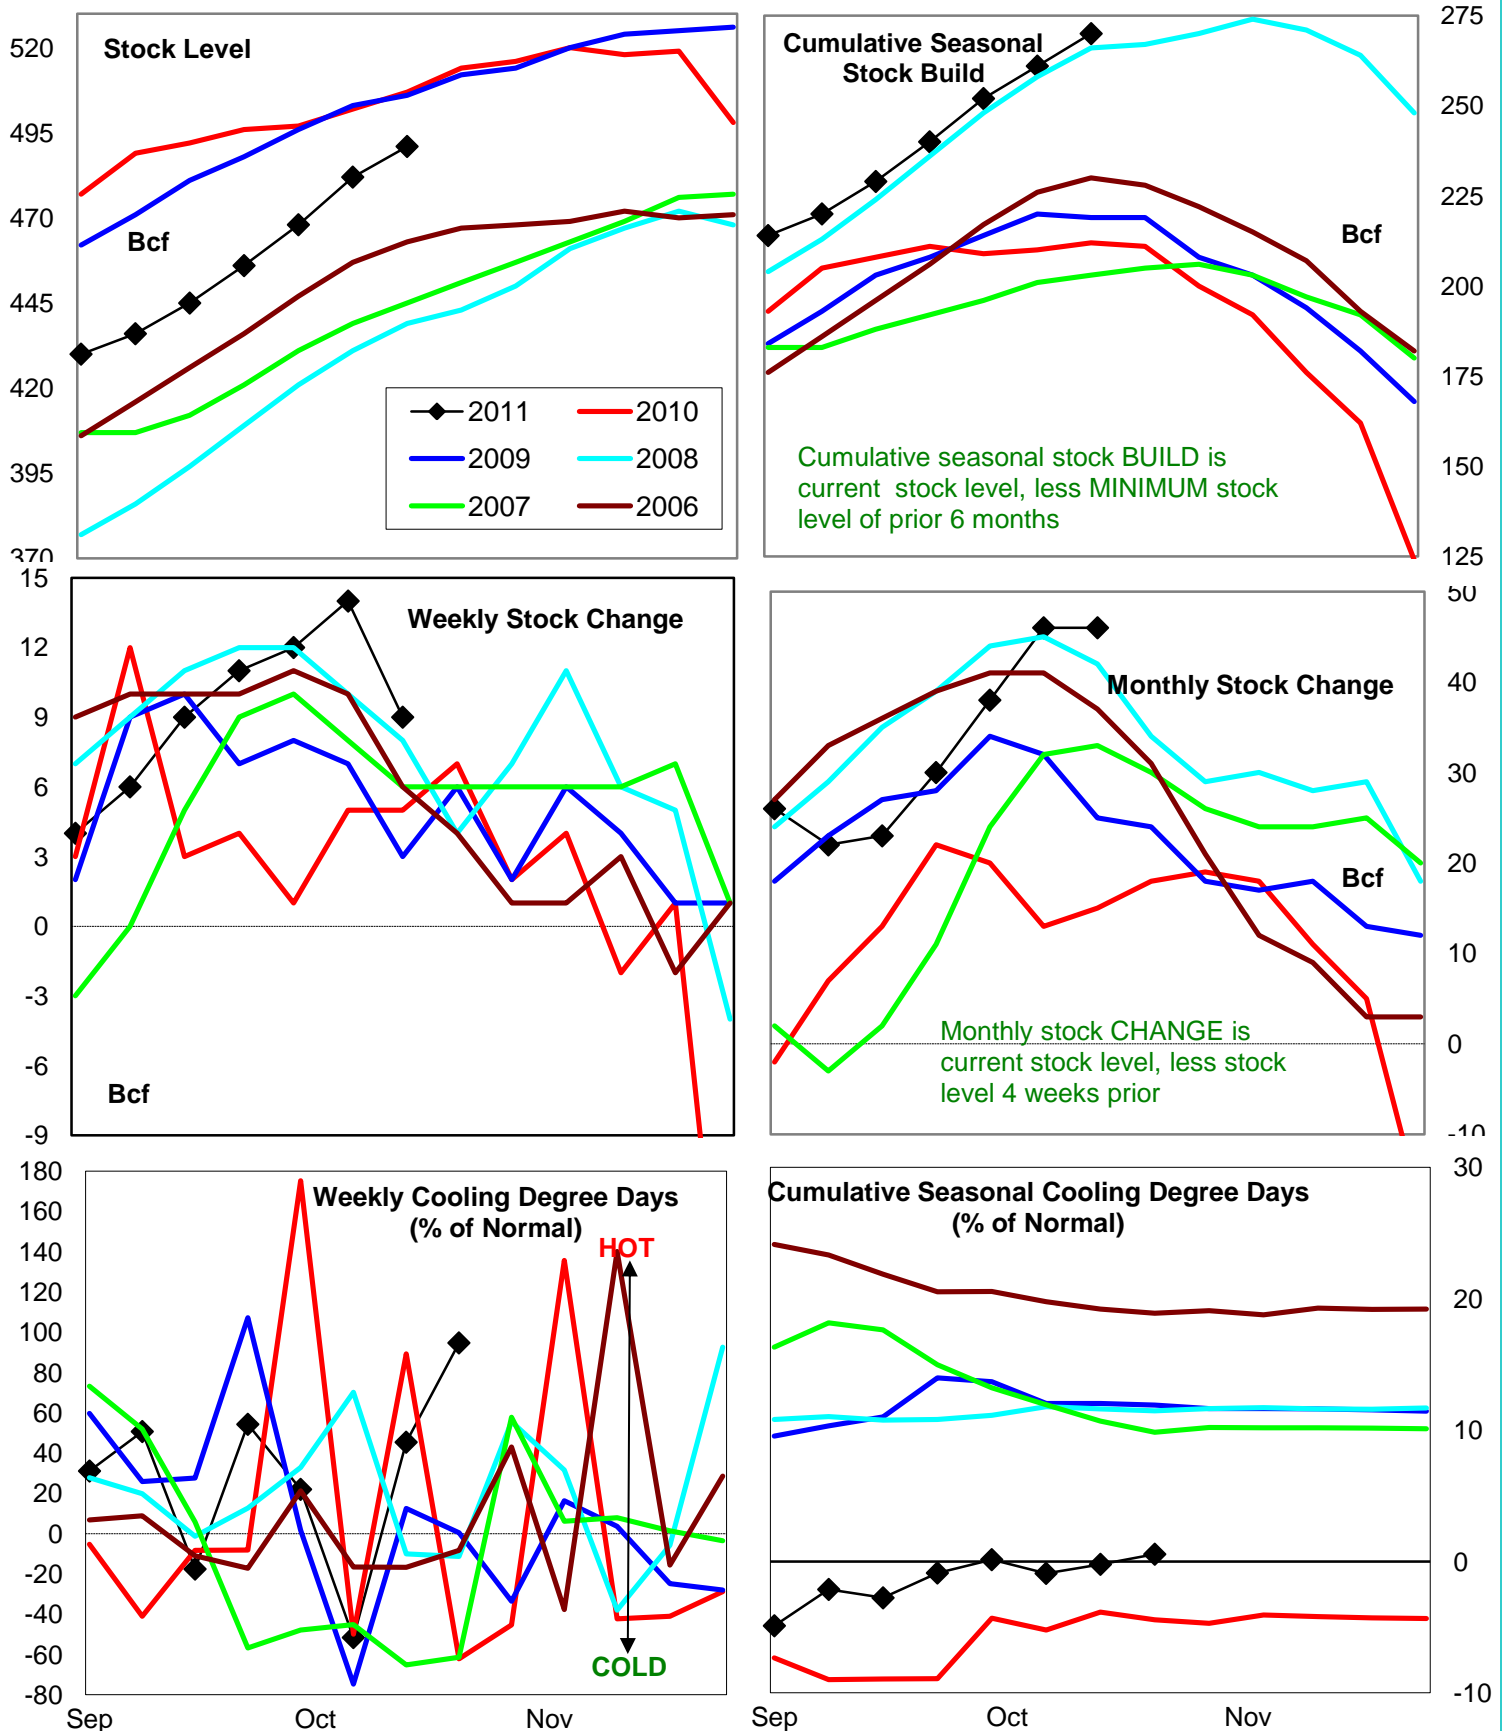 Stock Level
520
495
470
445
420
395
370
Bcf
2011
2010
2009
2008
2007
2006
Cumulative Seasonal
Stock Build
275
250
225
200
175
150
125
Bcf
Cumulative seasonal stock BUILD is
current stock level, less MINIMUM stock
level of prior 6 months
Weekly Stock Change
15
12
9
6
3
0
-3
-6
-9
Bcf
Monthly Stock Change
50
40
30
20
10
0
-10
Bcf
Monthly stock CHANGE is
current stock level, less stock
level 4 weeks prior
Weekly Cooling Degree Days
(% of Normal)
HOT
COLD
180
160
140
120
100
80
60
40
20
0
-20
-40
-60
-80
Sep
Oct
Nov
Cumulative Seasonal Cooling Degree Days
(% of Normal)
30
20
10
0
-10
Sep
Oct
Nov